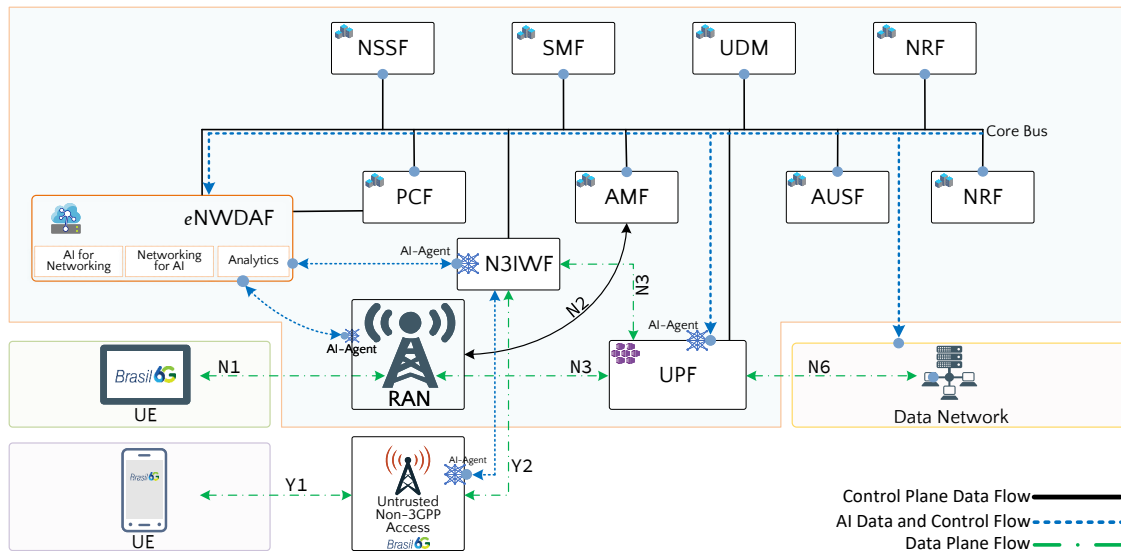 NSSF
SMF
UDM
NRF
Core Bus
PCF
AMF
AUSF
NRF
eNWDAF
AI for
Networking
Networking
for AI
Analytics
AI-Agent
N3IWF
N2
N3
AI-Agent
AI-Agent
RAN
UPF
Brasil 6G
UE
N1
N3
N6
Data Network
Brasil 6G
UE
Y1
AI-Agent
Untrusted
Non-3GPP
Access
Brasil 6G
Y2
Control Plane Data Flow
AI Data and Control Flow
Data Plane Flow